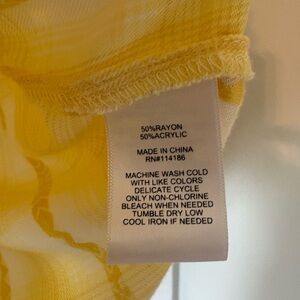 50%RAYON
50%ACRYLIC
MADE IN CHINA
RN#114186
MACHINE WASH COLD
WITH LIKE COLORS
DELICATE CYCLE
ONLY NON-CHLORINE
BLEACH WHEN NEEDED
TUMBLE DRY LOW
COOL IRON IF NEEDED